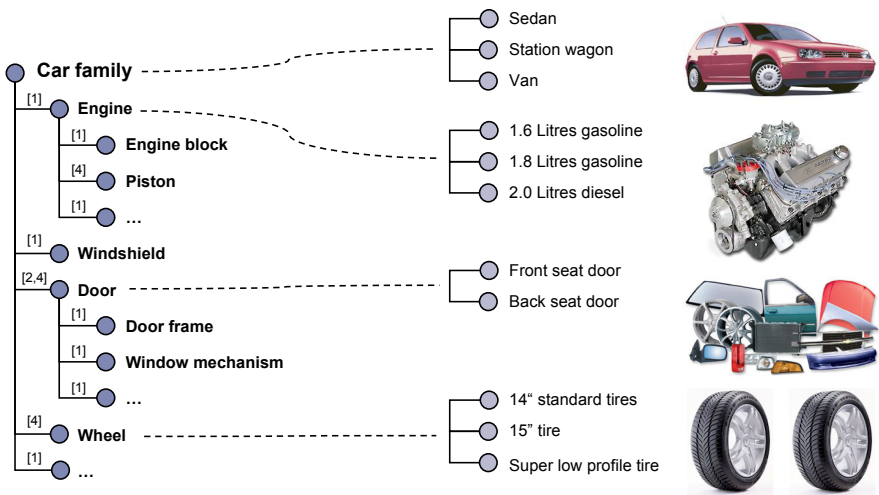 Sedan
Station wagon
Van
Car family
[1] Engine
[1] Engine block
[4] Piston
[1] ...
1.6 Litres gasoline
1.8 Litres gasoline
2.0 Litres diesel
[1] Windshield
[2,4] Door
[1] Door frame
[1] Window mechanism
[1] ...
Front seat door
Back seat door
[4] Wheel
[1] ...
14“ standard tires
15” tire
Super low profile tire